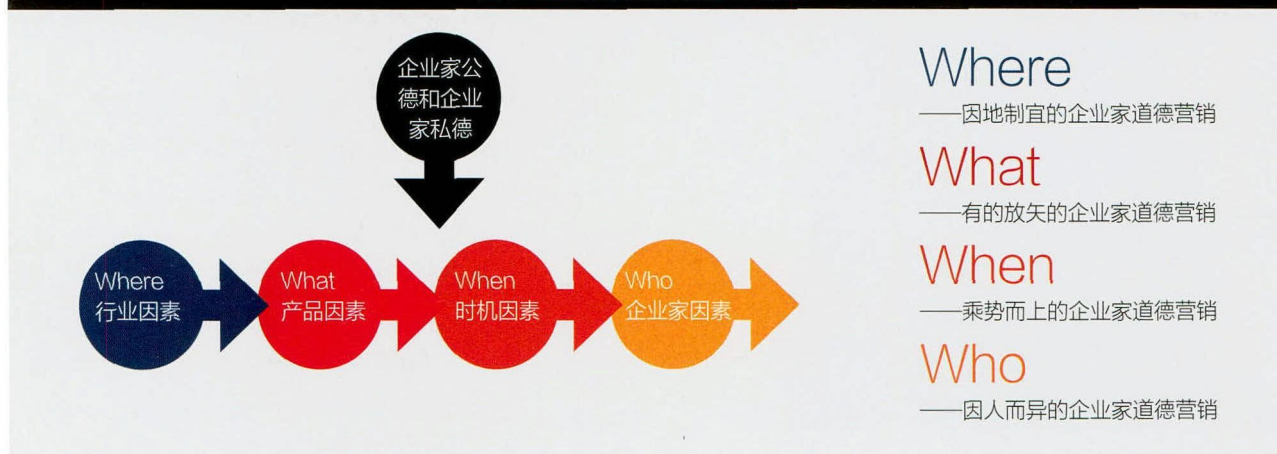 企业家公
德和企业
家私德
Where
行业因素
What
产品因素
When
时机因素
Who
企业家因素
Where
——因地制宜的企业家道德营销
What
——有的放矢的企业家道德营销
When
——乘势而上的企业家道德营销
Who
——因人而异的企业家道德营销